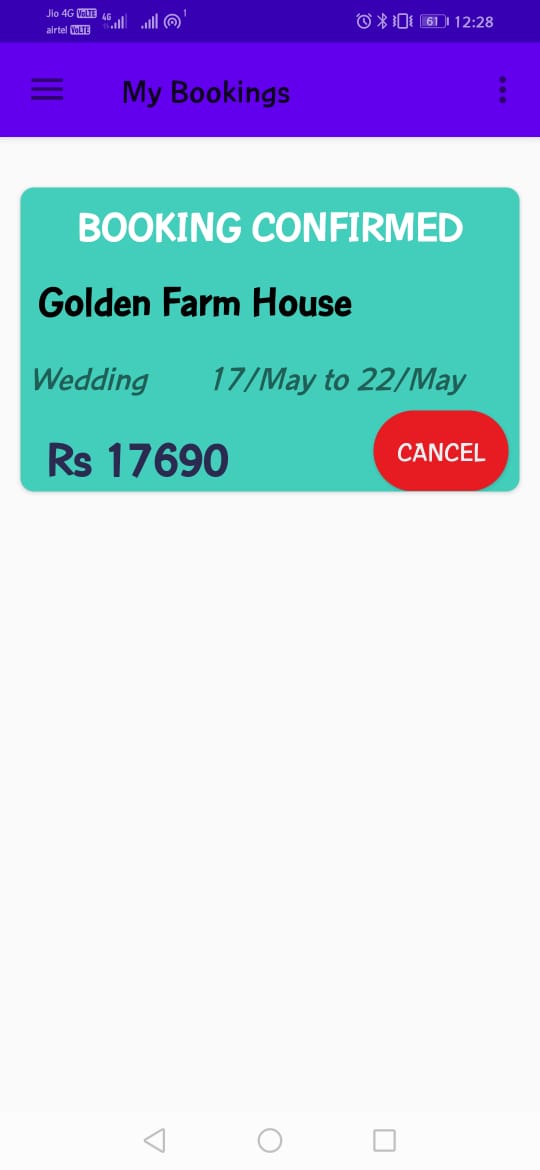 Jio 4G VoLTE 4G 1 61 12:28
airtel VoLTE
My Bookings
BOOKING CONFIRMED
Golden Farm House
Wedding 17/May to 22/May
Rs 17690 CANCEL